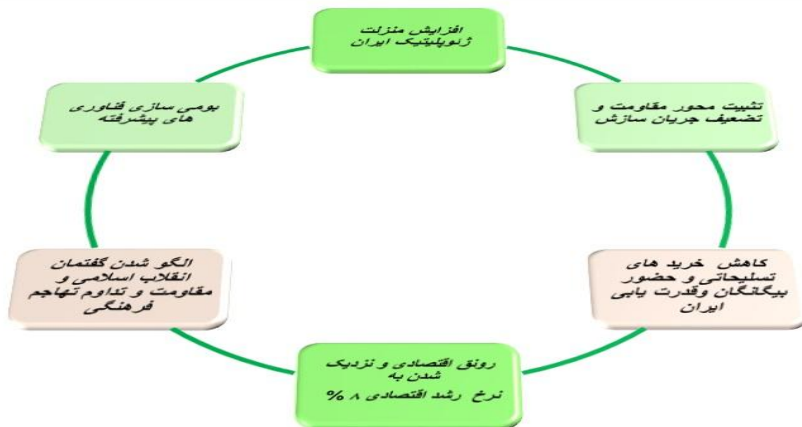 افزایش منزلت
ژئوپلیتیک ایران
تثبیت محور مقاومت و
تضعیف جریان سازش
کاهش خرید های
تسلیحاتی و حضور
بیگانگان وقدرت یابی
ایران
رونق اقتصادی و نزدیک
شدن به
نرخ رشد اقتصادی ۸ %
الگو شدن گفتمان
انقلاب اسلامی و
مقاومت و تداوم تهاجم
فرهنگی
بومی سازی فناوری
های پیشرفته